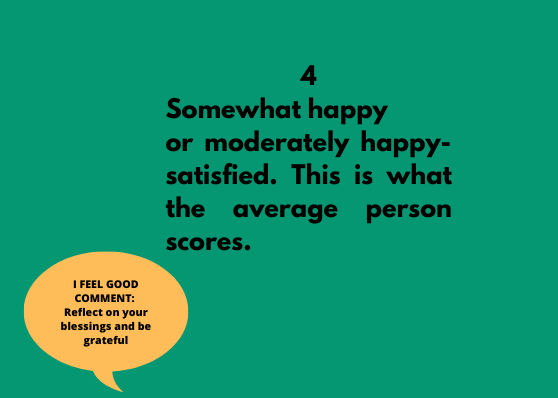 4
Somewhat happy
or moderately happy-
satisfied. This is what
the average person
scores.
I FEEL GOOD
COMMENT:
Reflect on your
blessings and be
grateful